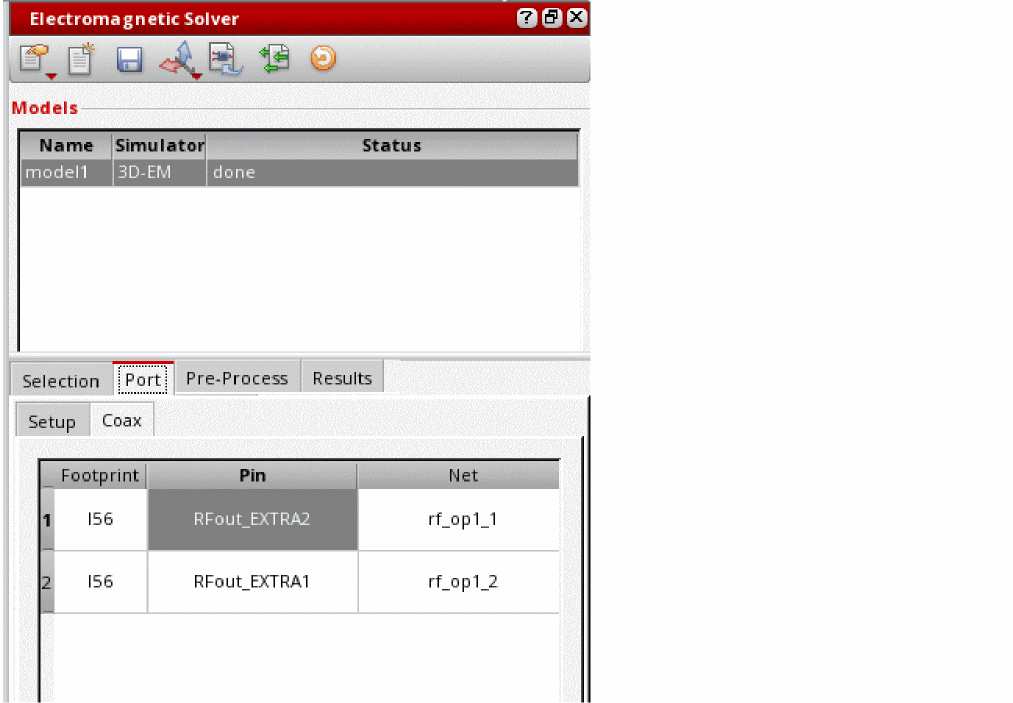 Electromagnetic Solver
Models
Name Simulator Status
model1 3D-EM done
Selection Port Pre-Process Results
Setup Coax
Footprint Pin Net
1 I56 RFout_EXTRA2 rf_op1_1
2 I56 RFout_EXTRA1 rf_op1_2